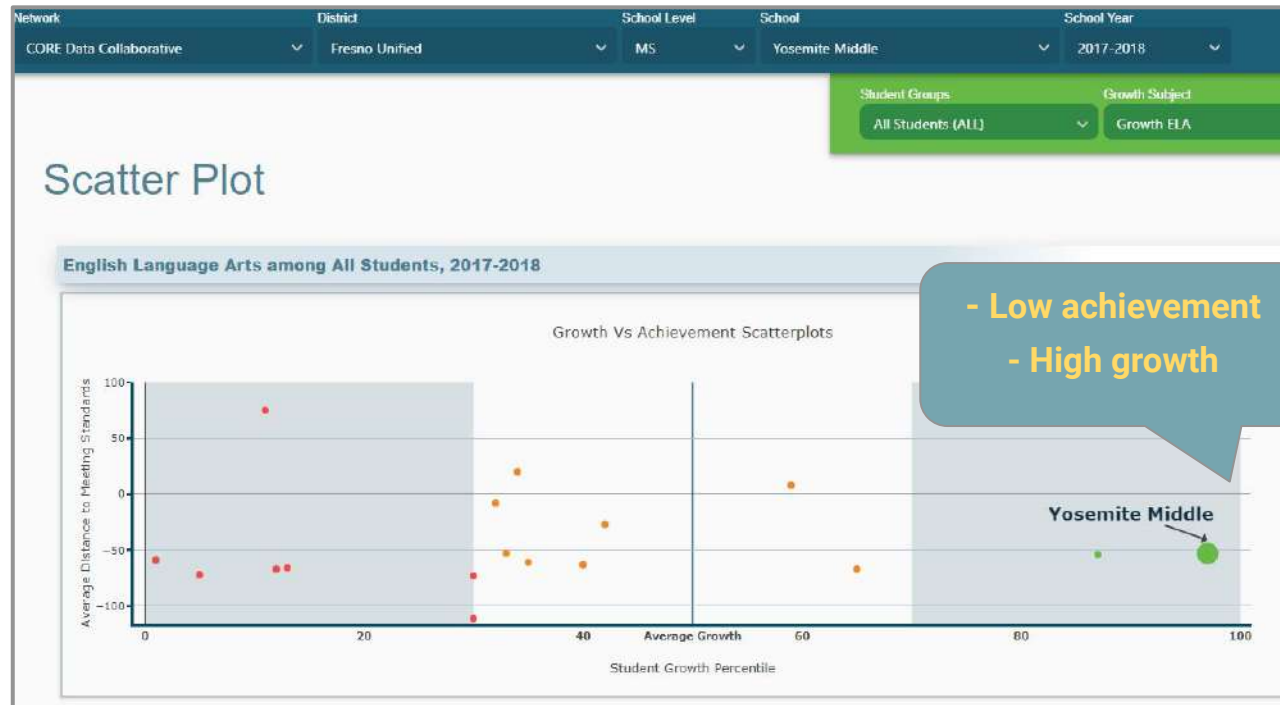 Network District School Level School School Year
CORE Data Collaborative Fresno Unified MS Yosemite Middle 2017-2018
Student Groups Growth Subject
All Students (ALL) Growth ELA
Scatter Plot
English Language Arts among All Students, 2017-2018
- Low achievement
- High growth
Growth Vs Achievement Scatterplots
Average Distance to Meeting Standards
100
50
0
Yosemite Middle
−50
−100
0 20 40 Average Growth 60 80 100
Student Growth Percentile